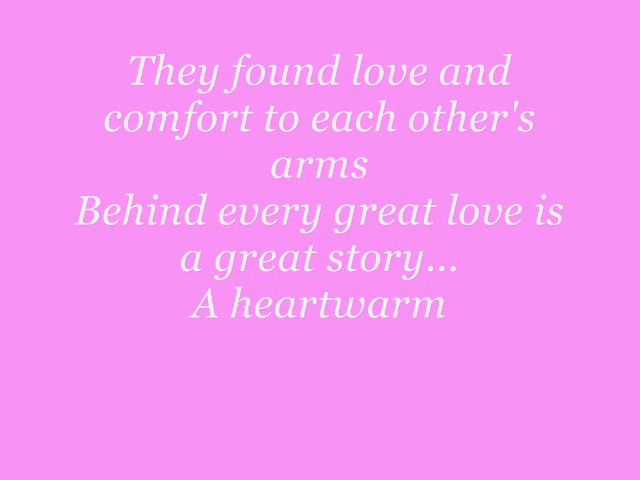 They found love and
comfort to each other's
arms
Behind every great love is
a great story...
A heartwarm